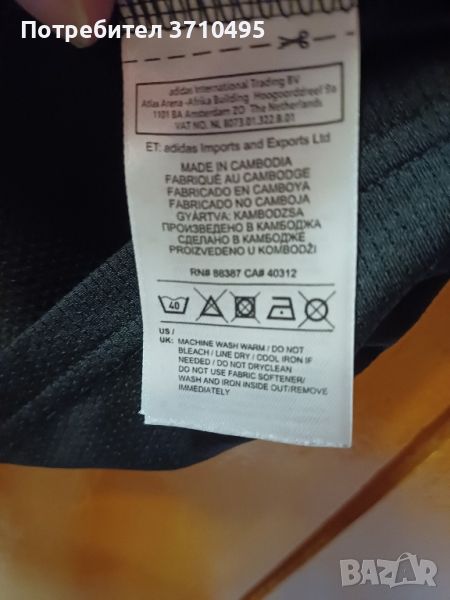 Потребител 3710495
adidas International Trading BV
Atlas Arena -Afrika Building Hoogoorddreef 9a
1101 BA Amsterdam ZO The Netherlands
VAT NO. NL 8073.01.322.B.01
ET: adidas Imports and Exports Ltd
MADE IN CAMBODIA
FABRIQUÉ AU CAMBODGE
FABRICADO EN CAMBOYA
FABRICADO NO CAMBOJA
GYÁRTVA: KAMBODZSA
ПРОИЗВЕДЕНО В КАМБОДЖА
СДЕЛАНО В КАМБОДЖЕ
PROIZVEDENO U KOMBODŽI
RN# 88387 CA# 40312
40
US /
UK: MACHINE WASH WARM / DO NOT
BLEACH / LINE DRY / COOL IRON IF
NEEDED / DO NOT DRYCLEAN
DO NOT USE FABRIC SOFTENER/
WASH AND IRON INSIDE OUT/REMOVE
IMMEDIATELY
BAZAR